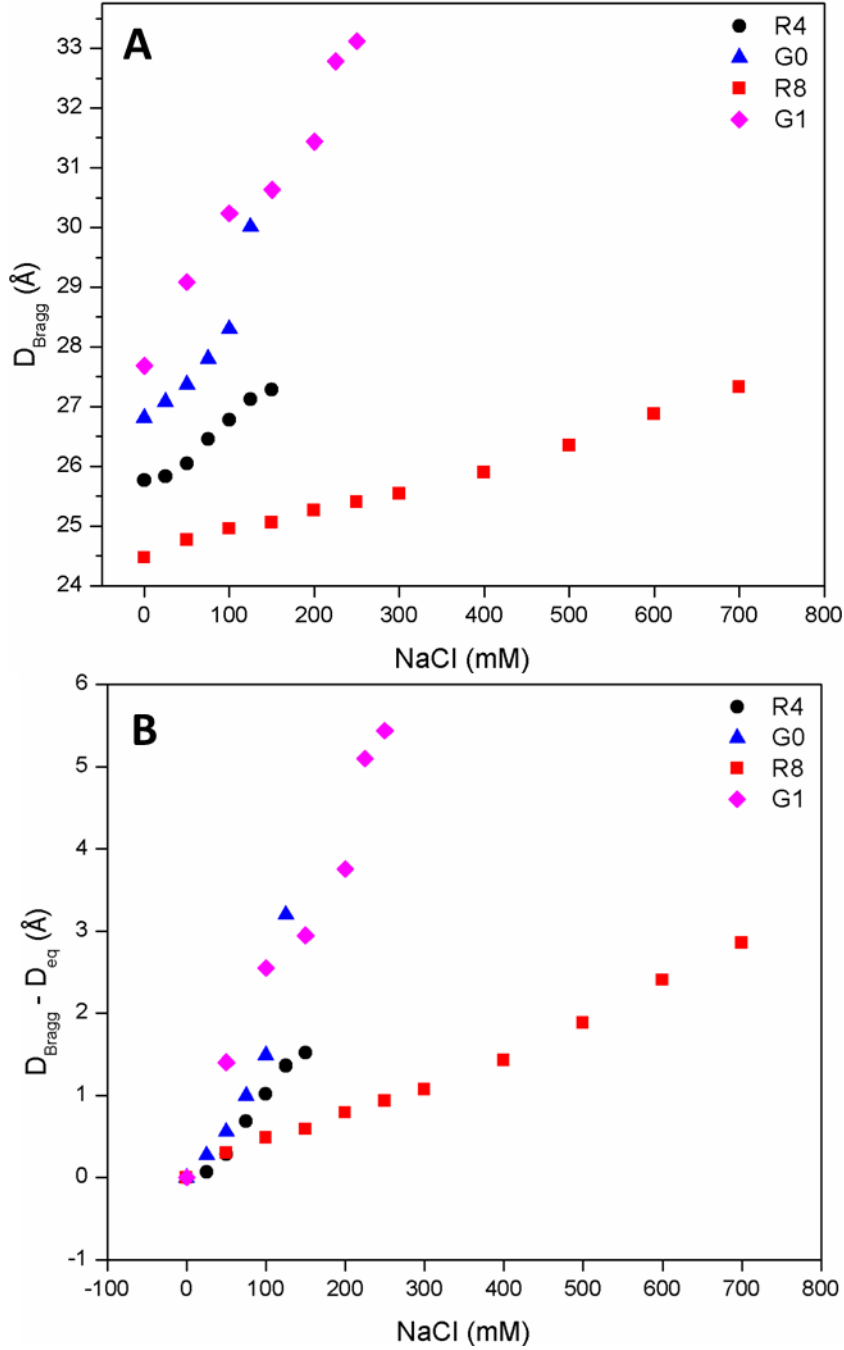 A
R4
G0
R8
G1
33
32
31
30
29
28
27
26
25
24
D_Bragg (Å)
0 100 200 300 400 500 600 700 800
NaCl (mM)
B
R4
G0
R8
G1
6
5
4
3
2
1
0
-1
D_Bragg - D_eq (Å)
-100 0 100 200 300 400 500 600 700 800
NaCl (mM)